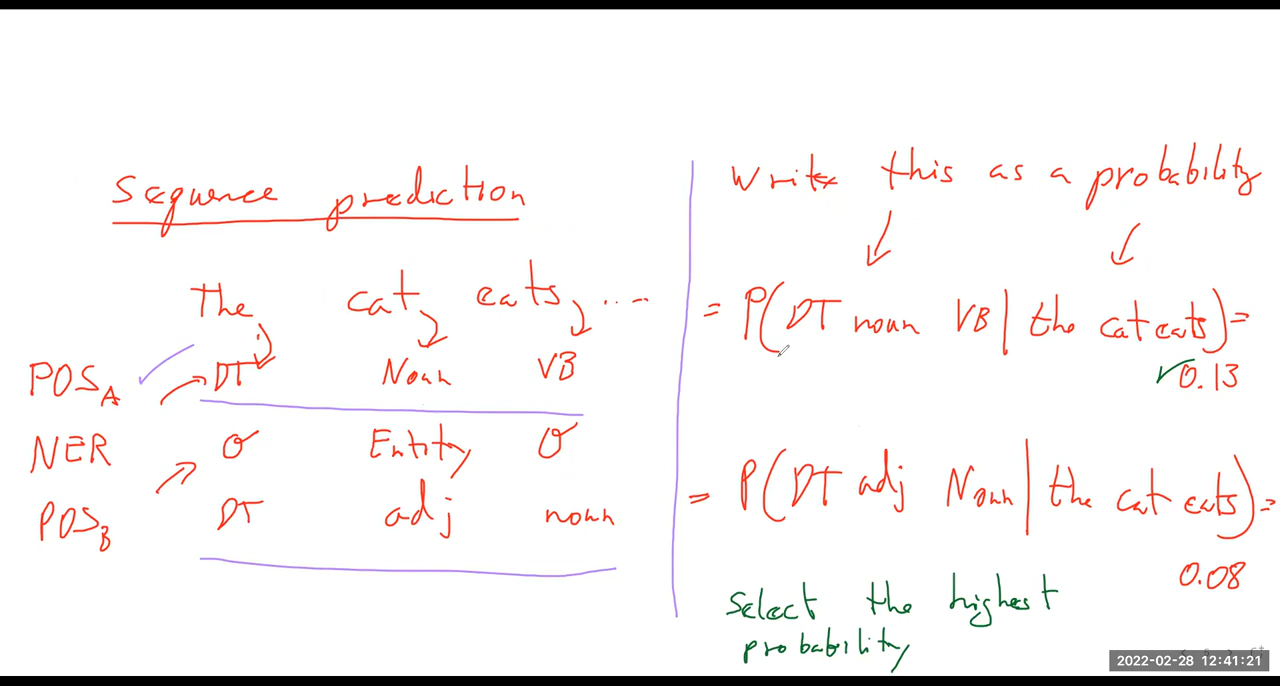 Sequence prediction
The cat eats ....
POS A DT Noun VB
NER O Entity O
POS B DT adj noun
Write this as a probability
= P(DT noun VB | the cat eats) =
0.13
= P(DT adj Noun | the cat eats) =
0.08
Select the highest
probability
2022-02-28 12:41:21